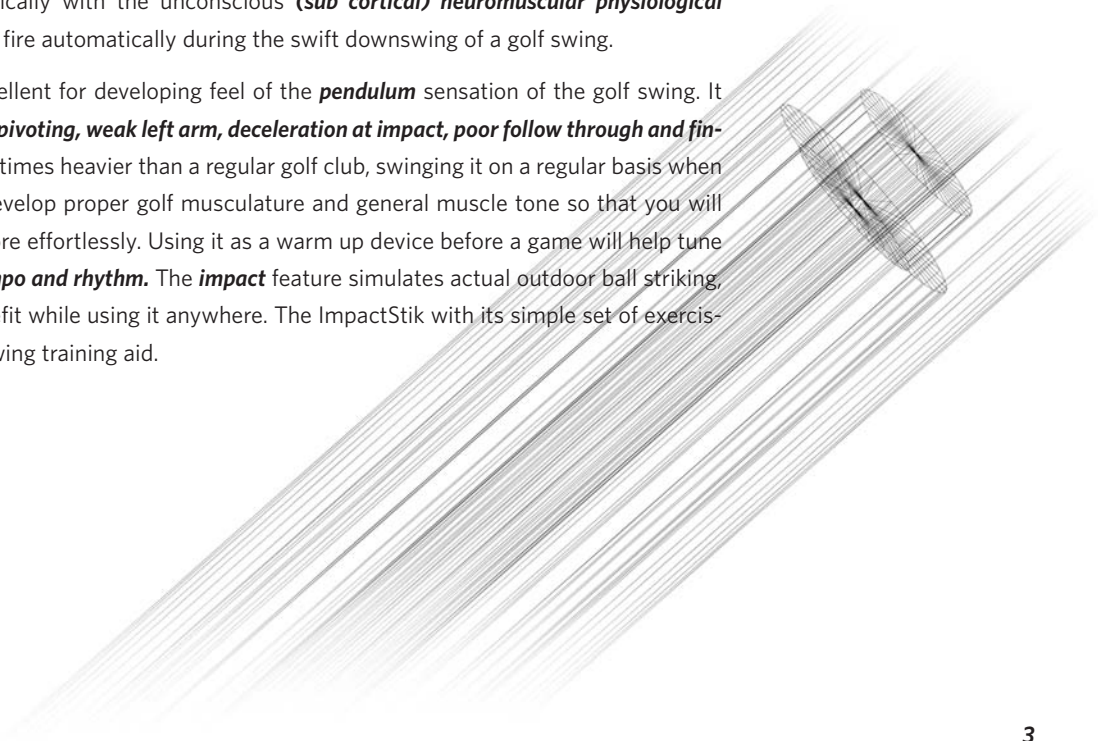 ically with the unconscious (sub cortical) neuromuscular physiological
fire automatically during the swift downswing of a golf swing.
ellent for developing feel of the pendulum sensation of the golf swing. It
pivoting, weak left arm, deceleration at impact, poor follow through and fin-
times heavier than a regular golf club, swinging it on a regular basis when
evelop proper golf musculature and general muscle tone so that you will
re effortlessly. Using it as a warm up device before a game will help tune
po and rhythm. The impact feature simulates actual outdoor ball striking,
fit while using it anywhere. The ImpactStik with its simple set of exercis-
wing training aid.
3